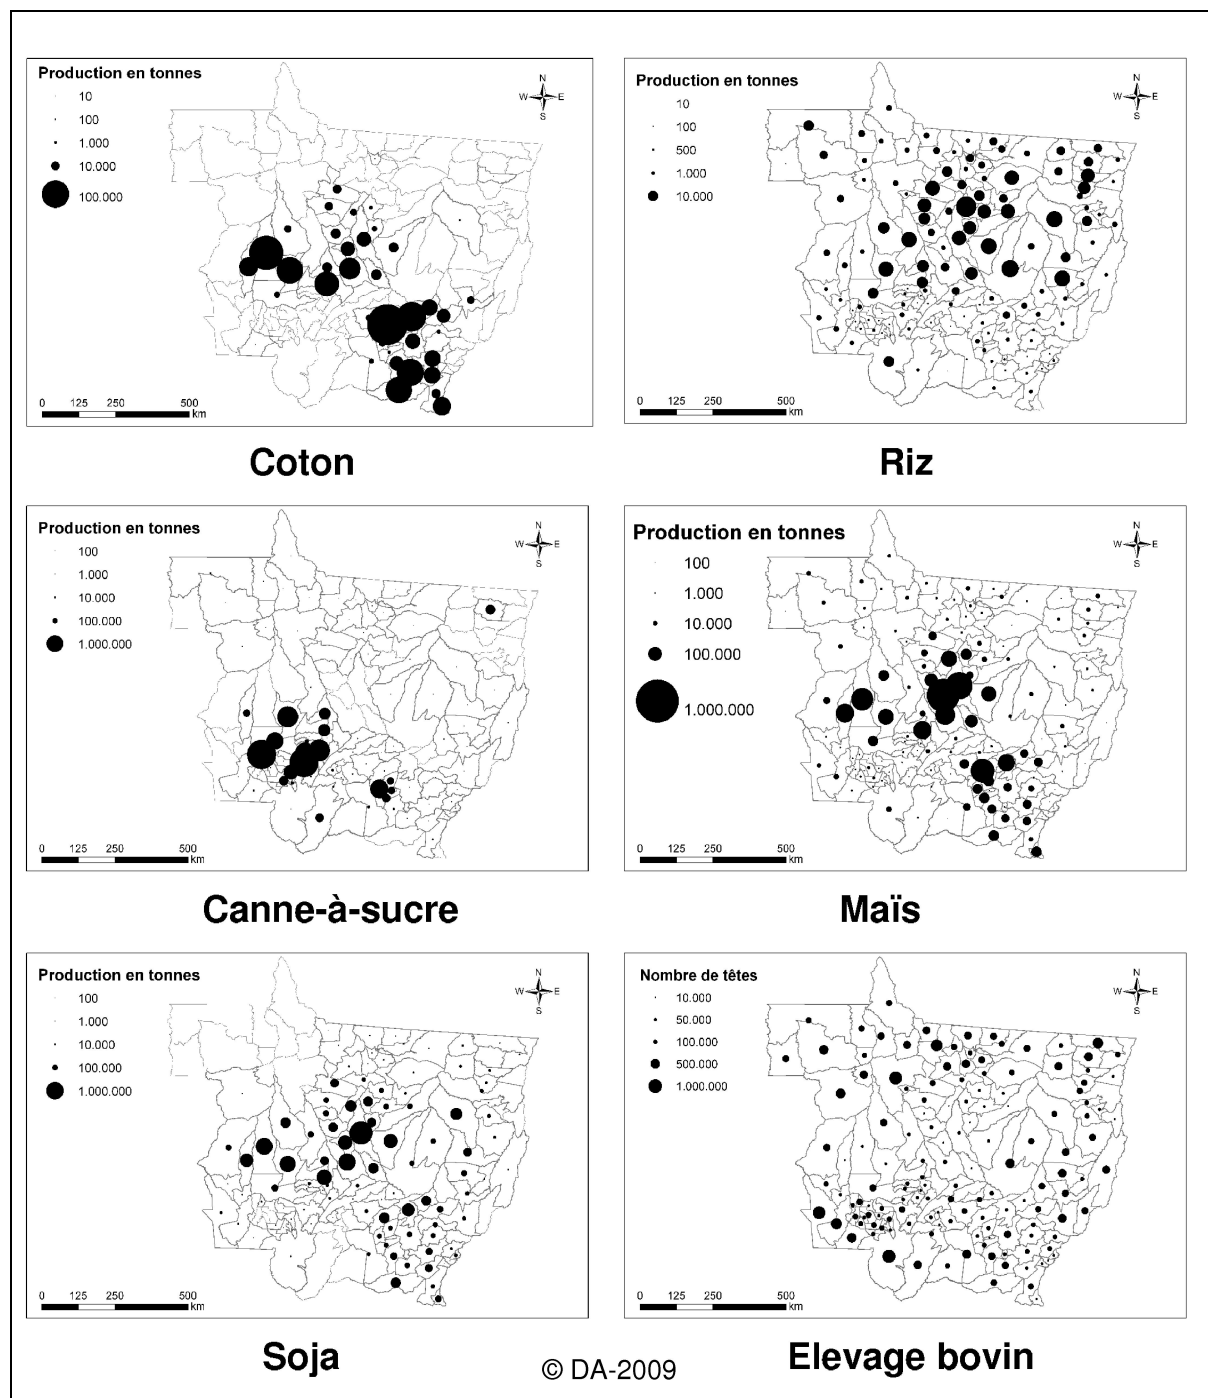 Production en tonnes
10
100
1.000
10.000
100.000
N
W E
S
0 125 250 500
km
Coton
Production en tonnes
10
100
500
1.000
10.000
N
W E
S
0 125 250 500
km
Riz
Production en tonnes
100
1.000
10.000
100.000
1.000.000
N
W E
S
0 125 250 500
km
Canne-à-sucre
Production en tonnes
100
1.000
10.000
100.000
1.000.000
N
W E
S
0 125 250 500
km
Maïs
Production en tonnes
100
1.000
10.000
100.000
1.000.000
N
W E
S
0 125 250 500
km
Soja
Nombre de têtes
10.000
50.000
100.000
500.000
1.000.000
N
W E
S
0 125 250 500
km
Elevage bovin
© DA-2009